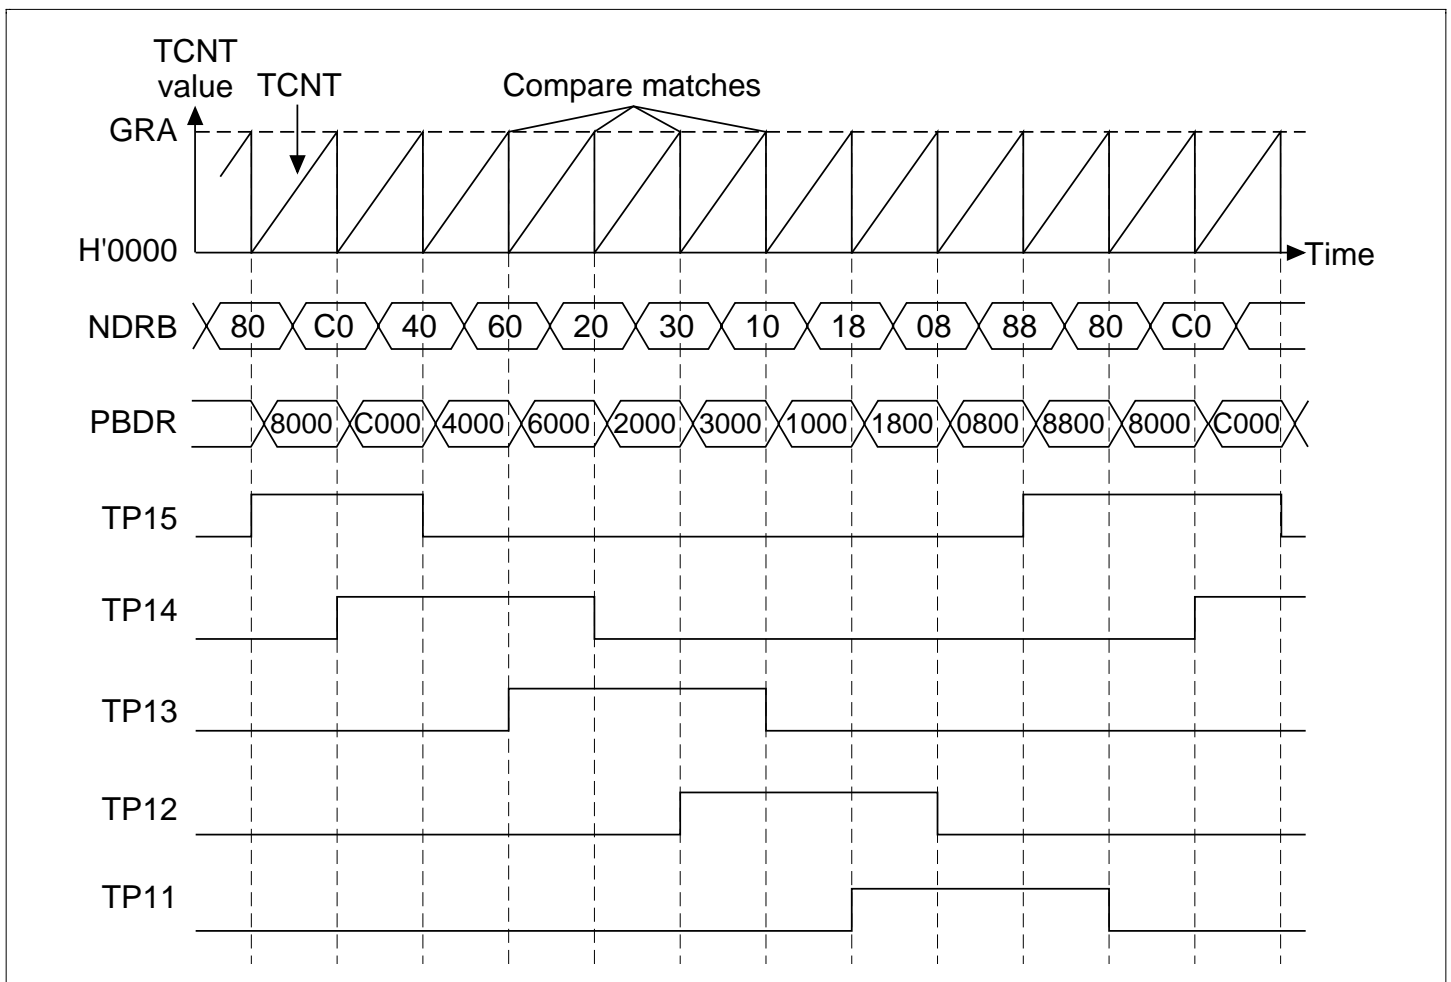 TCNT
value
TCNT
Compare matches
GRA
H'0000
Time
NDRB 80 C0 40 60 20 30 10 18 08 88 80 C0
PBDR 8000 C000 4000 6000 2000 3000 1000 1800 0800 8800 8000 C000
TP15
TP14
TP13
TP12
TP11